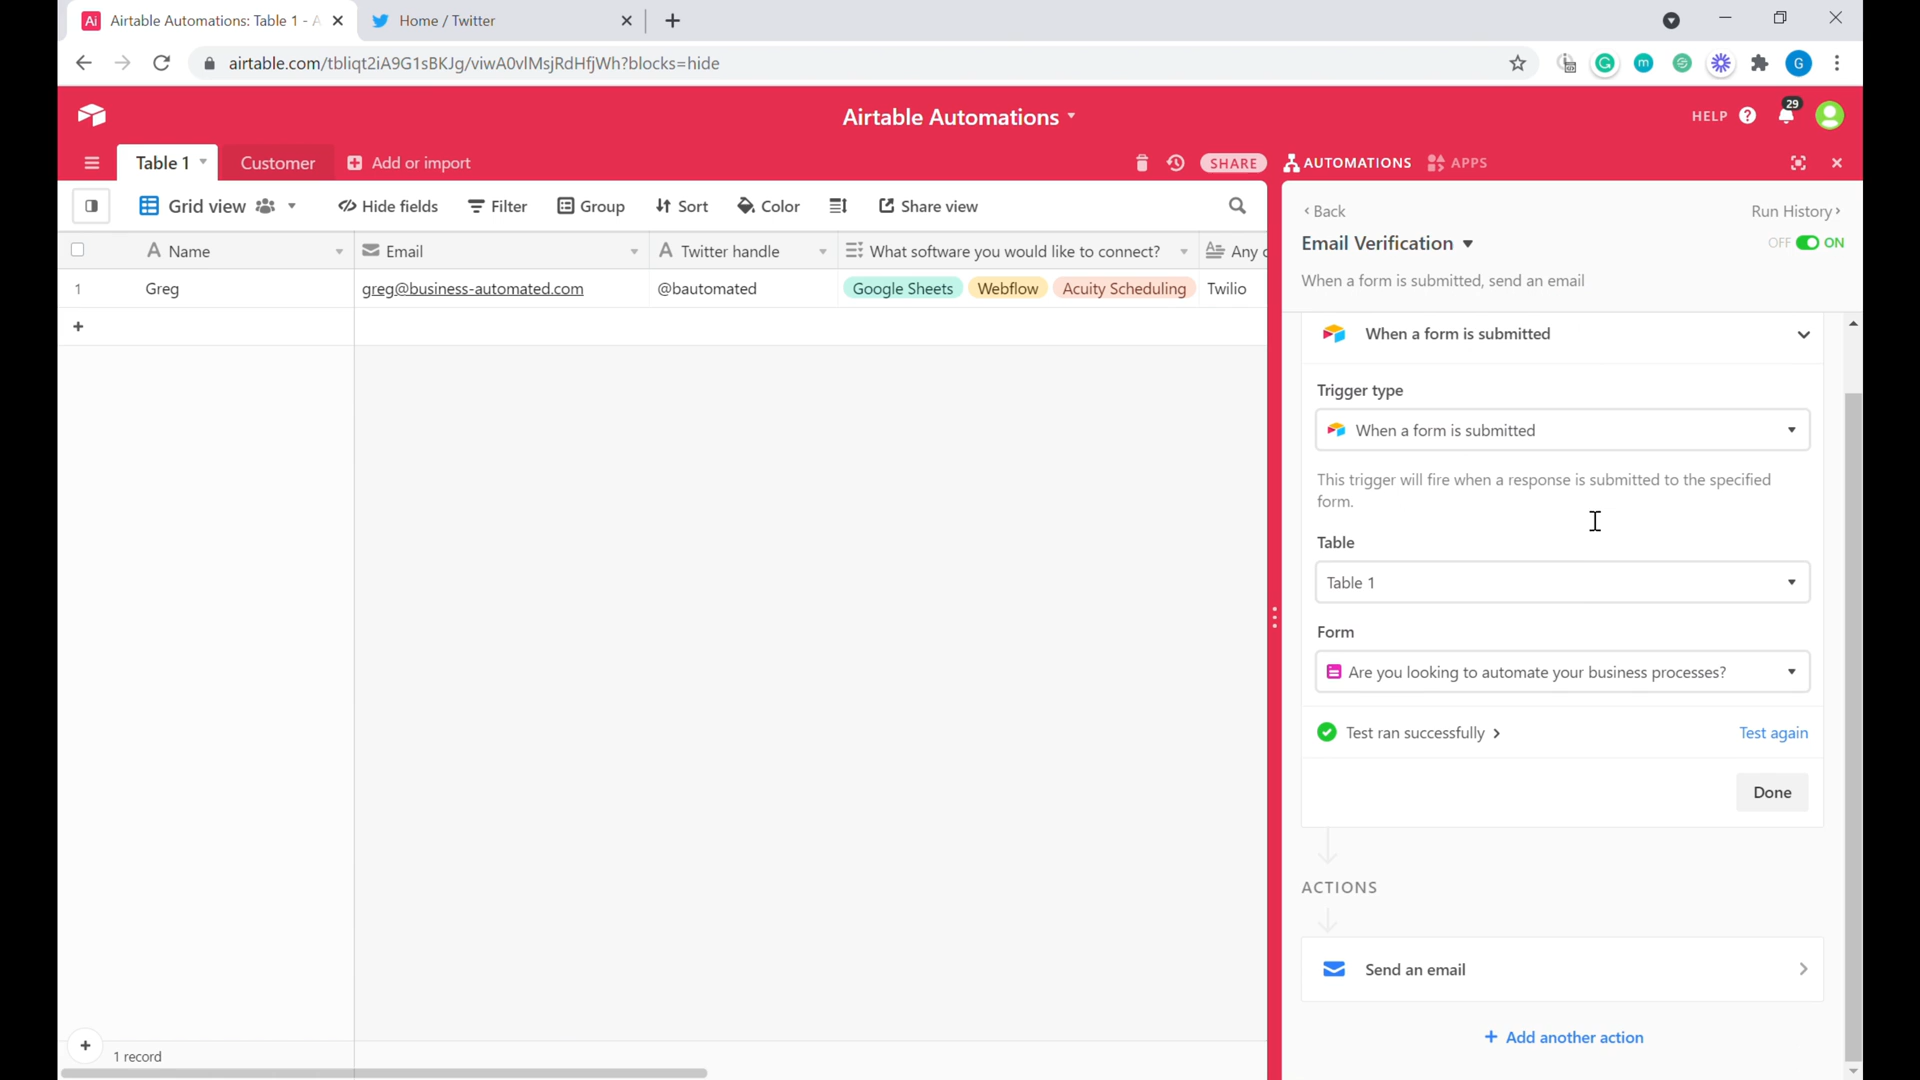 Airtable Automations: Table 1 - A
Home / Twitter
airtable.com/tbliqt2iA9G1sBKJg/viwA0vlMsjRdHfjWh?blocks=hide
G
Airtable Automations
HELP
29
Table 1
Customer
Add or import
SHARE
AUTOMATIONS
APPS
Grid view
Hide fields
Filter
Group
Sort
Color
Share view
Name
Email
Twitter handle
What software you would like to connect?
Any c
1
Greg
greg@business-automated.com
@bautomated
Google Sheets
Webflow
Acuity Scheduling
Twilio
1 record
Back
Run History
Email Verification
OFF
ON
When a form is submitted, send an email
When a form is submitted
Trigger type
When a form is submitted
This trigger will fire when a response is submitted to the specified
form.
Table
Table 1
Form
Are you looking to automate your business processes?
Test ran successfully
Test again
Done
ACTIONS
Send an email
+ Add another action